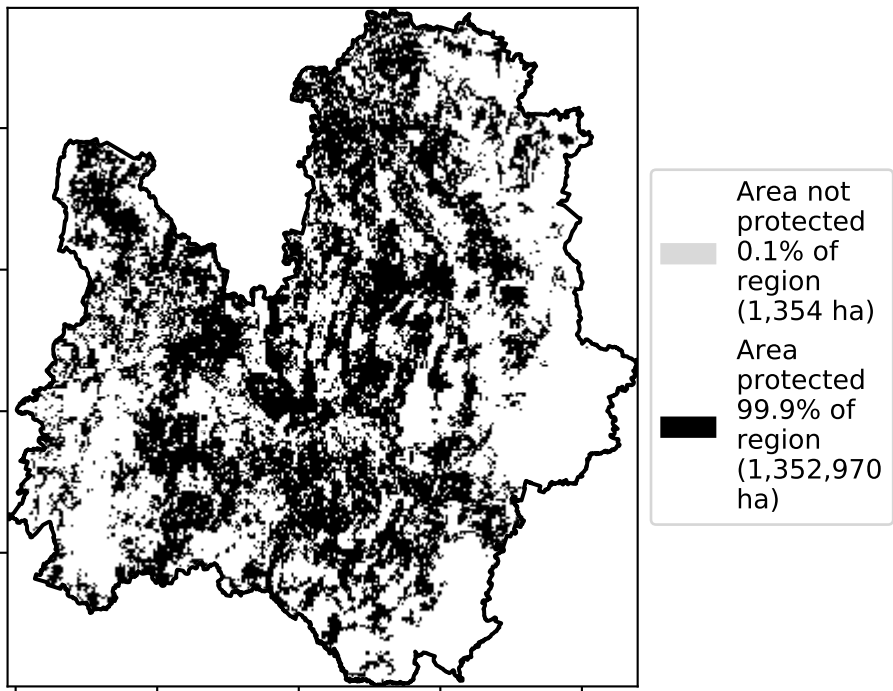 Area not
protected
0.1% of
region
(1,354 ha)
Area
protected
99.9% of
region
(1,352,970
ha)